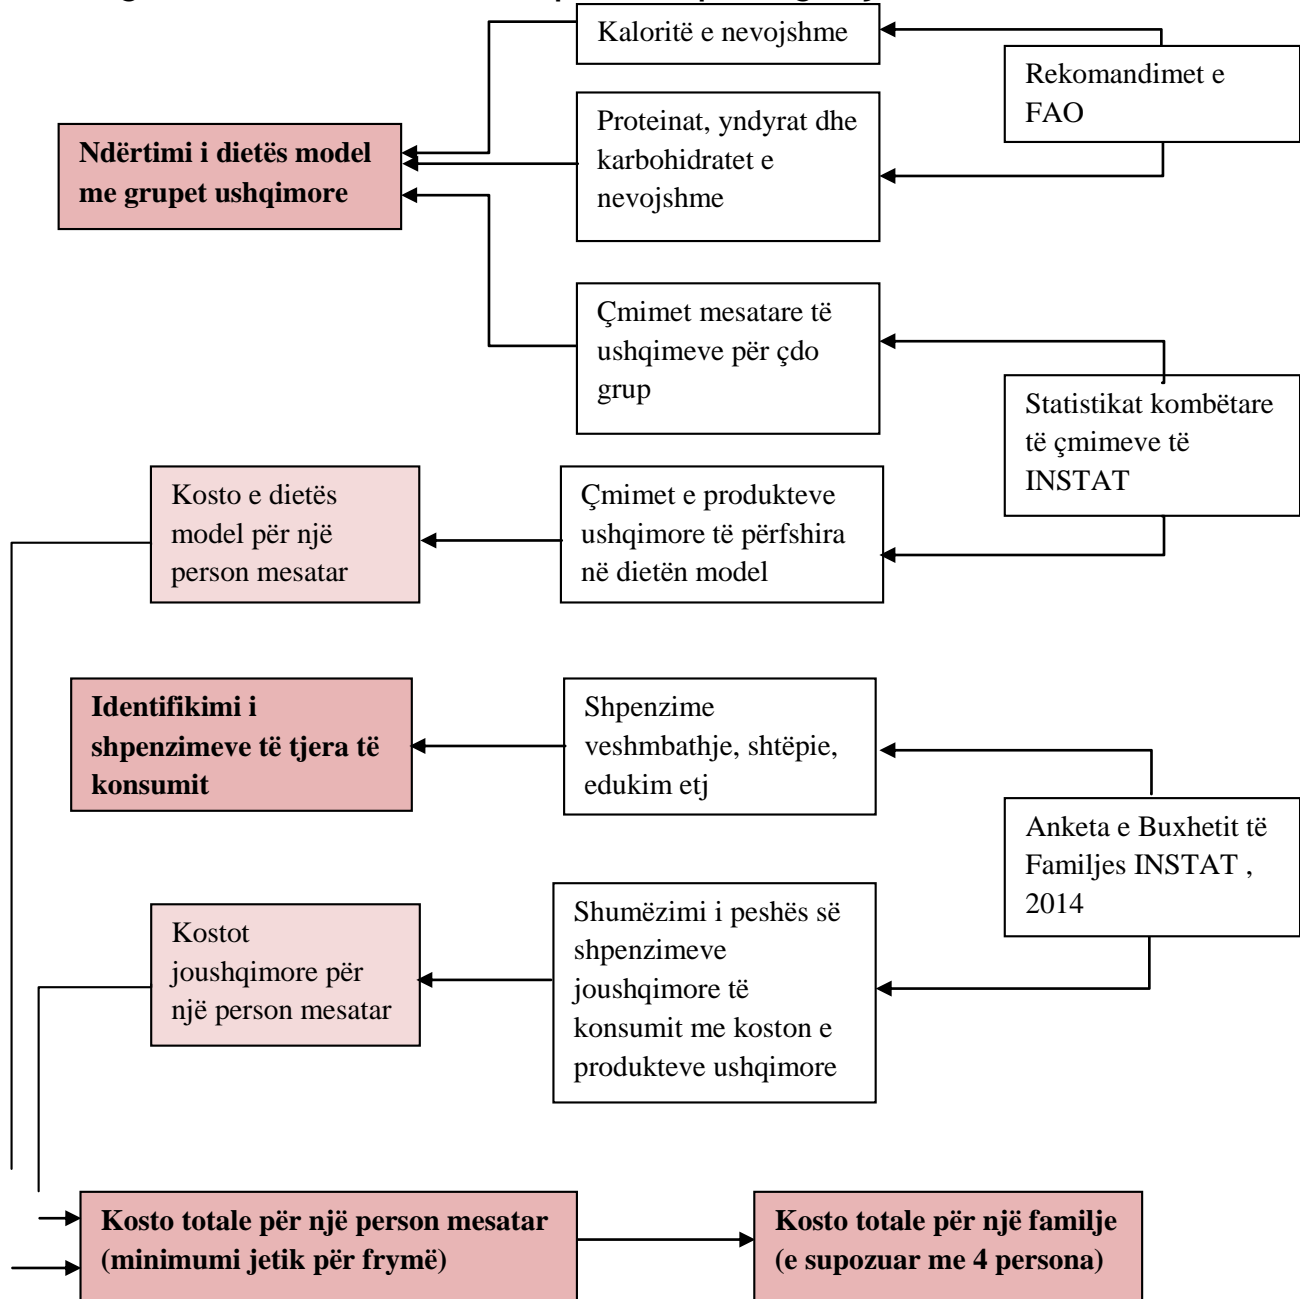 Kaloritë e nevojshme
Rekomandimet e
FAO
Proteinat, yndyrat dhe
karbohidratet e
nevojshme
Ndërtimi i dietës model
me grupet ushqimore
Çmimet mesatare të
ushqimeve për çdo
grup
Statistikat kombëtare
të çmimeve të
INSTAT
Kosto e dietës
model për një
person mesatar
Çmimet e produkteve
ushqimore të përfshira
në dietën model
Identifikimi i
shpenzimeve të tjera të
konsumit
Shpenzime
veshmbathje, shtëpie,
edukim etj
Anketa e Buxhetit të
Familjes INSTAT ,
2014
Kostot
joushqimore për
një person mesatar
Shumëzimi i peshës së
shpenzimeve
joushqimore të
konsumit me koston e
produkteve ushqimore
Kosto totale për një person mesatar
(minimumi jetik për frymë)
Kosto totale për një familje
(e supozuar me 4 persona)